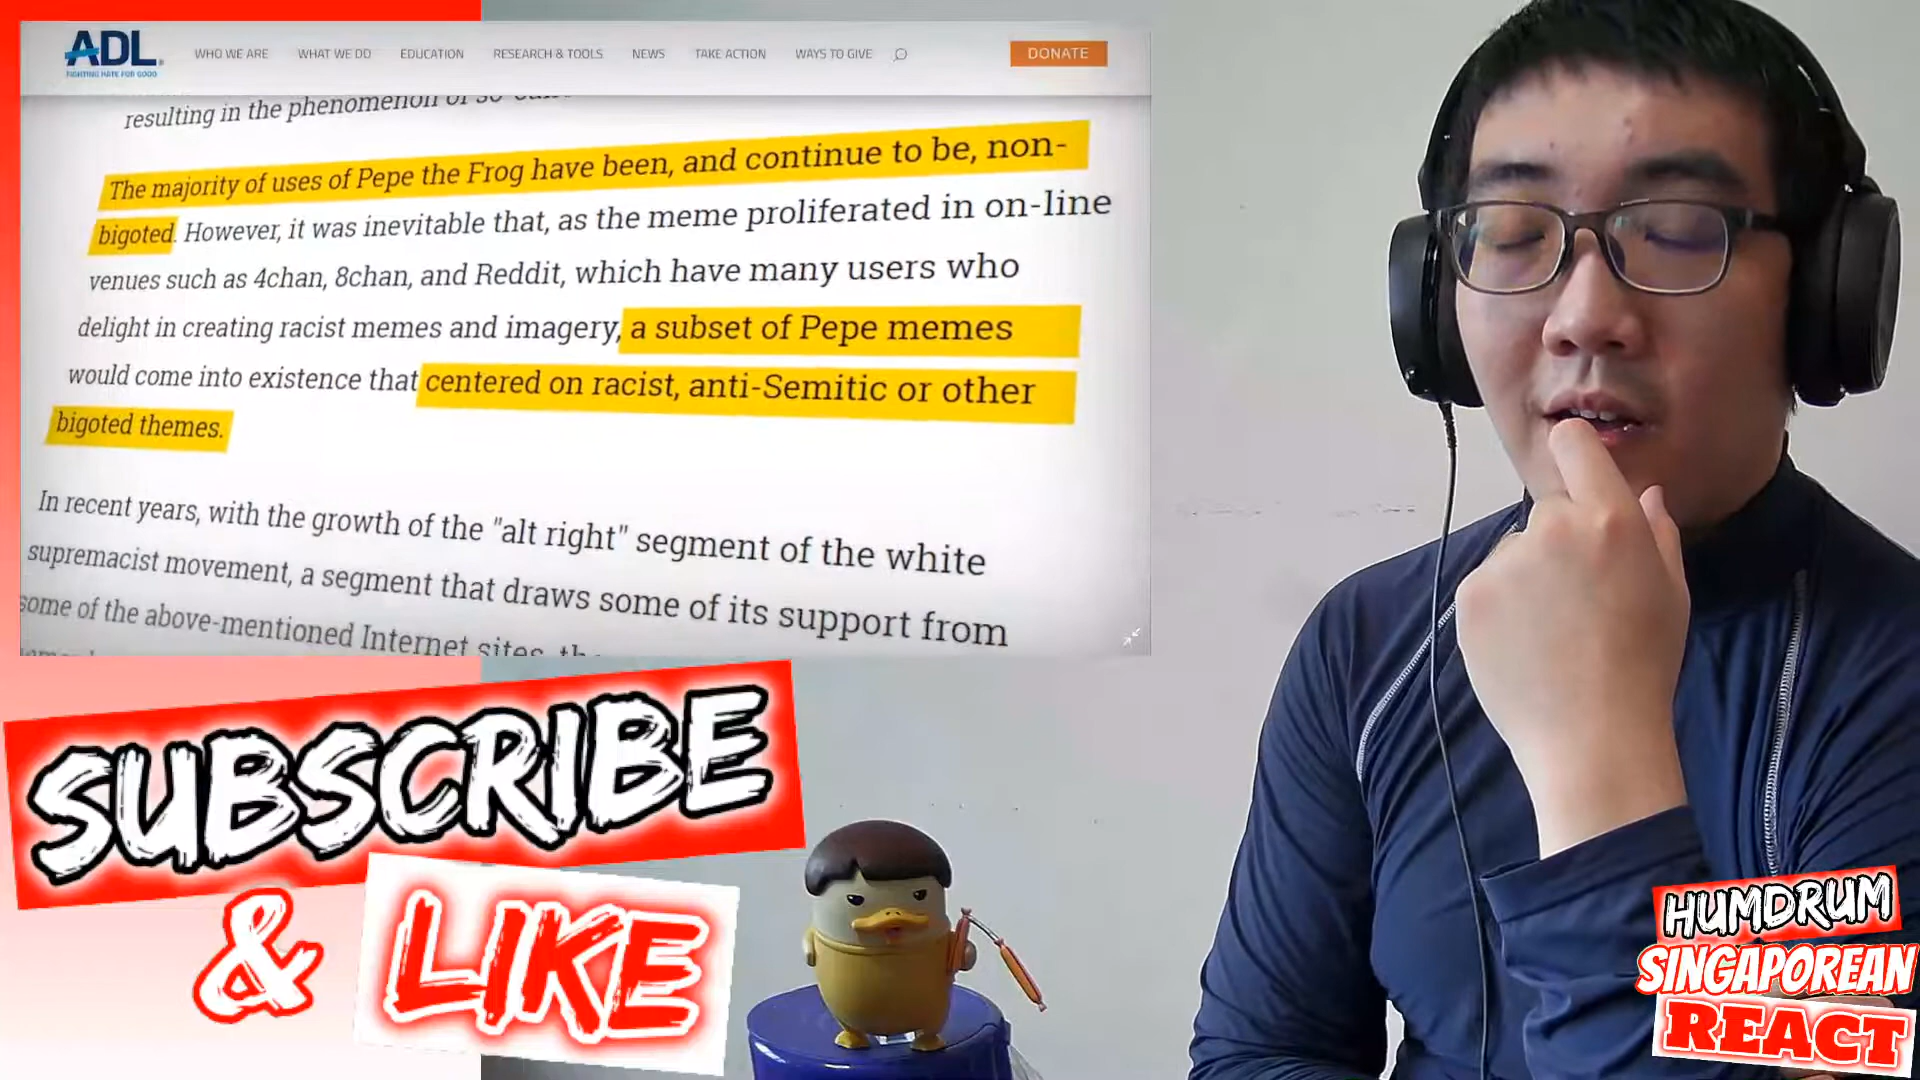 ADL
FIGHTING HATE FOR GOOD
WHO WE ARE WHAT WE DO EDUCATION RESEARCH & TOOLS NEWS TAKE ACTION WAYS TO GIVE DONATE
resulting in the phenomenon of
The majority of uses of Pepe the Frog have been, and continue to be, non-
bigoted. However, it was inevitable that, as the meme proliferated in on-line
venues such as 4chan, 8chan, and Reddit, which have many users who
delight in creating racist memes and imagery, a subset of Pepe memes
would come into existence that centered on racist, anti-Semitic or other
bigoted themes.
In recent years, with the growth of the "alt right" segment of the white
supremacist movement, a segment that draws some of its support from
some of the above-mentioned Internet sites,
SUBSCRIBE
& LIKE
HUMDRUM
SINGAPOREAN
REACT